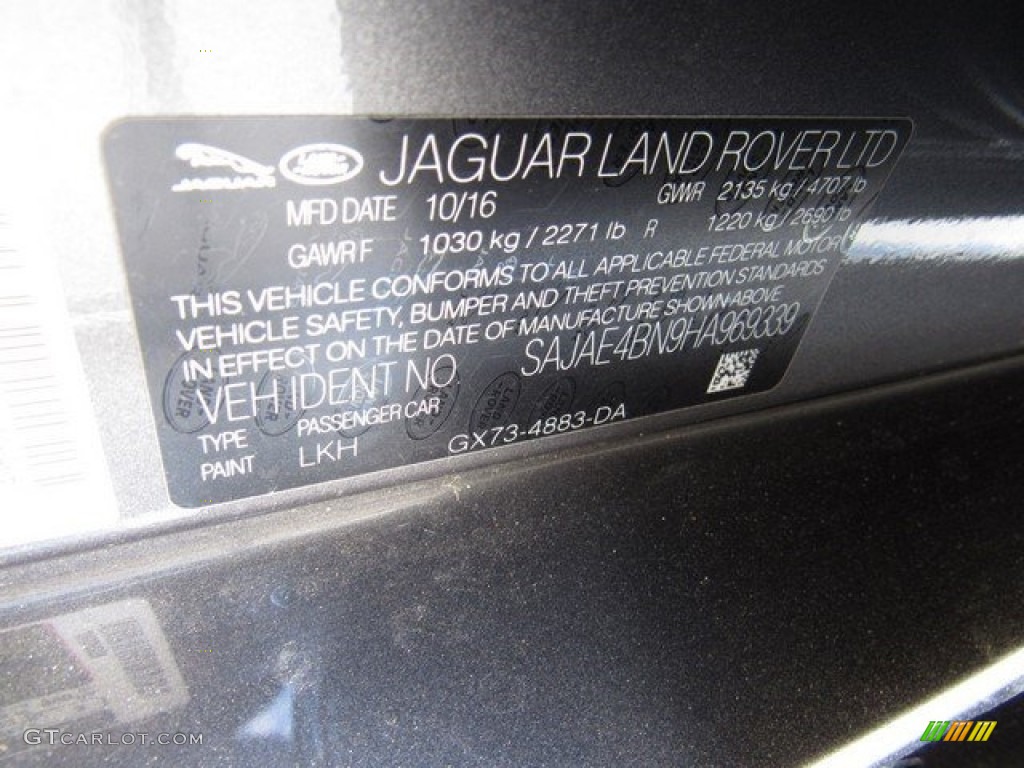 JAGUAR LAND ROVER JAGUAR LAND ROVER LTD
MFD DATE 10/16 GWR 2135 kg / 4707 lb
GAWR F 1030 kg / 2271 lb R 1220 kg / 2690 lb
THIS VEHICLE CONFORMS TO ALL APPLICABLE FEDERAL MOTOR
VEHICLE SAFETY, BUMPER AND THEFT PREVENTION STANDARDS
IN EFFECT ON THE DATE OF MANUFACTURE SHOWN ABOVE
VEH IDENT NO SAJAE4BN9HA969339
TYPE PASSENGER CAR
PAINT LKH GX73-4883-DA
GTCARLOT.COM